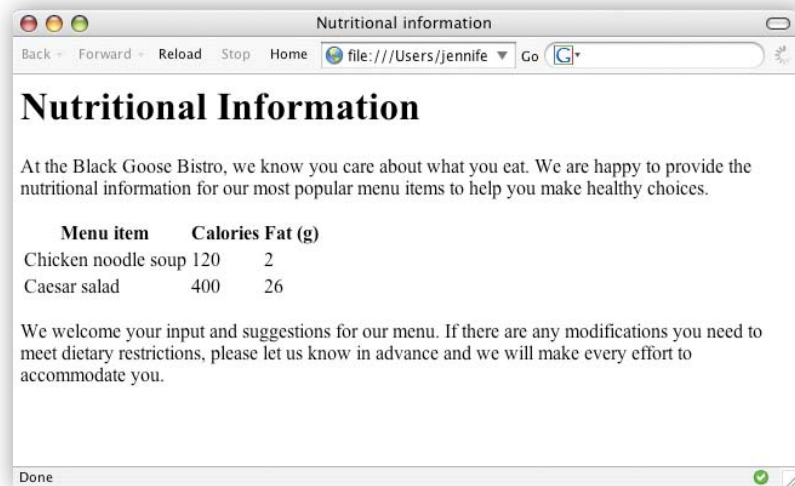 Nutritional information
Back Forward Reload Stop Home file:///Users/jennife Go G
Nutritional Information
At the Black Goose Bistro, we know you care about what you eat. We are happy to provide the
nutritional information for our most popular menu items to help you make healthy choices.
Menu item Calories Fat (g)
Chicken noodle soup 120 2
Caesar salad 400 26
We welcome your input and suggestions for our menu. If there are any modifications you need to
meet dietary restrictions, please let us know in advance and we will make every effort to
accommodate you.
Done